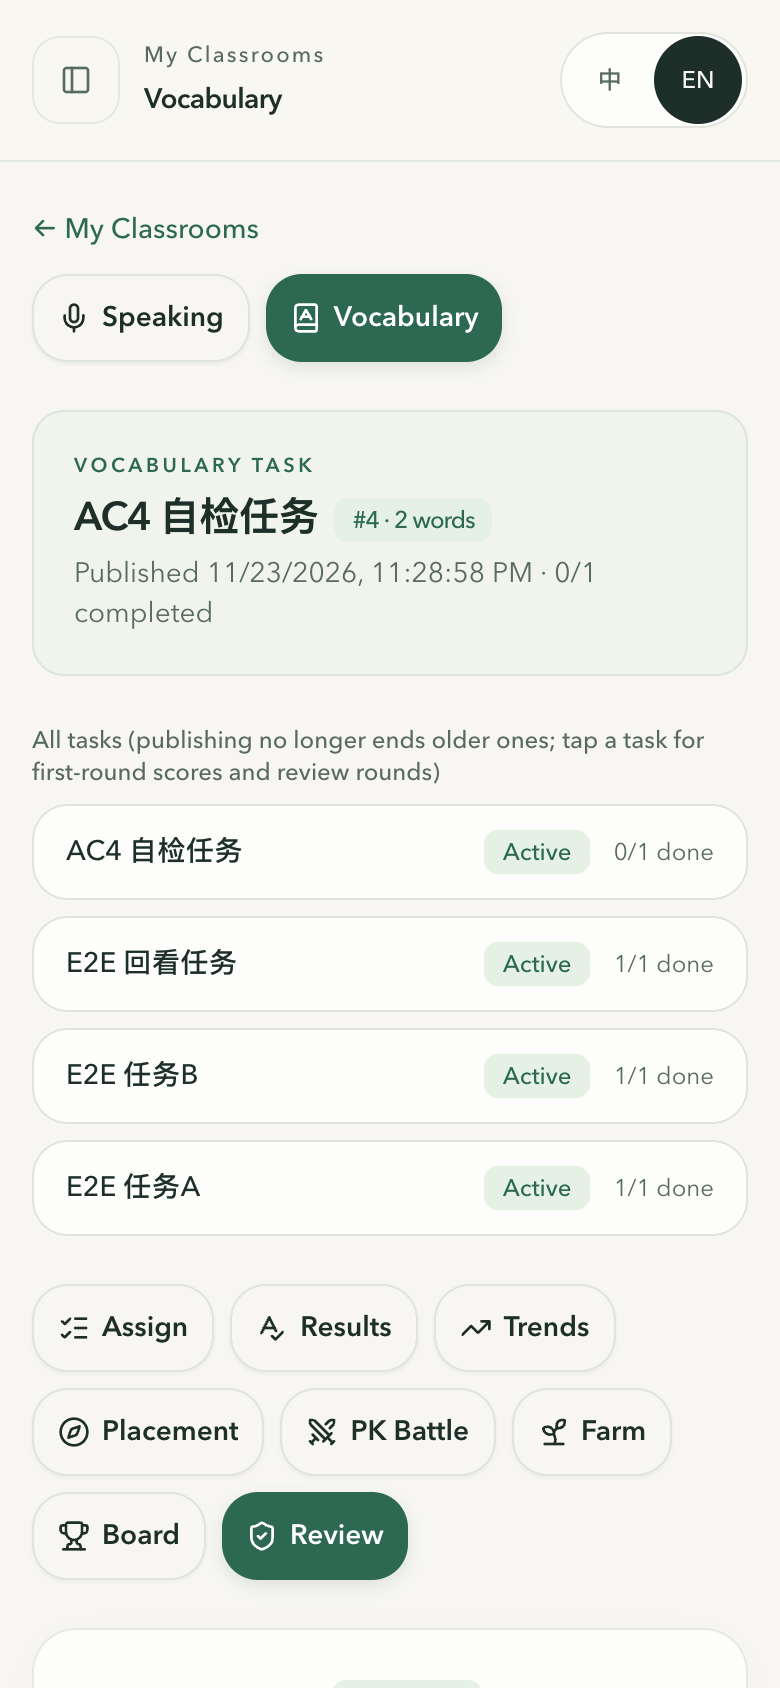 My Classrooms
Vocabulary
中
EN
← My Classrooms
Speaking
Vocabulary
VOCABULARY TASK
AC4 自检任务
#4 · 2 words
Published 11/23/2026, 11:28:58 PM · 0/1
completed
All tasks (publishing no longer ends older ones; tap a task for
first-round scores and review rounds)
AC4 自检任务 Active 0/1 done
E2E 回看任务 Active 1/1 done
E2E 任务B Active 1/1 done
E2E 任务A Active 1/1 done
Assign
Results
Trends
Placement
PK Battle
Farm
Board
Review